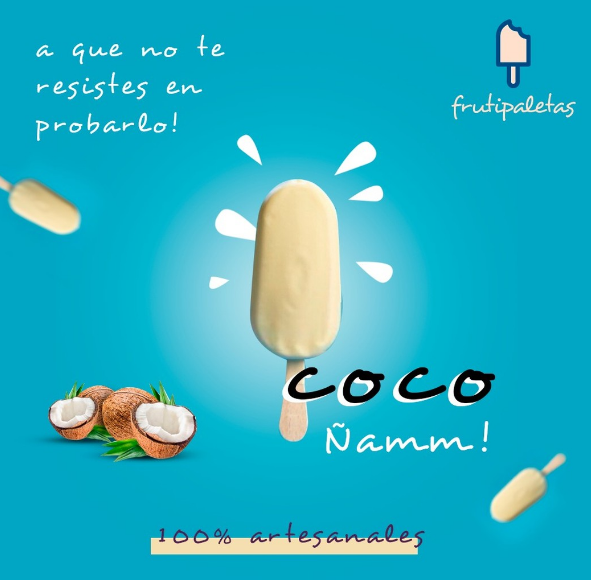 a que no te
resistes en
probarlo!
frutipaletas
coco
Ñamm!
100% artesanales